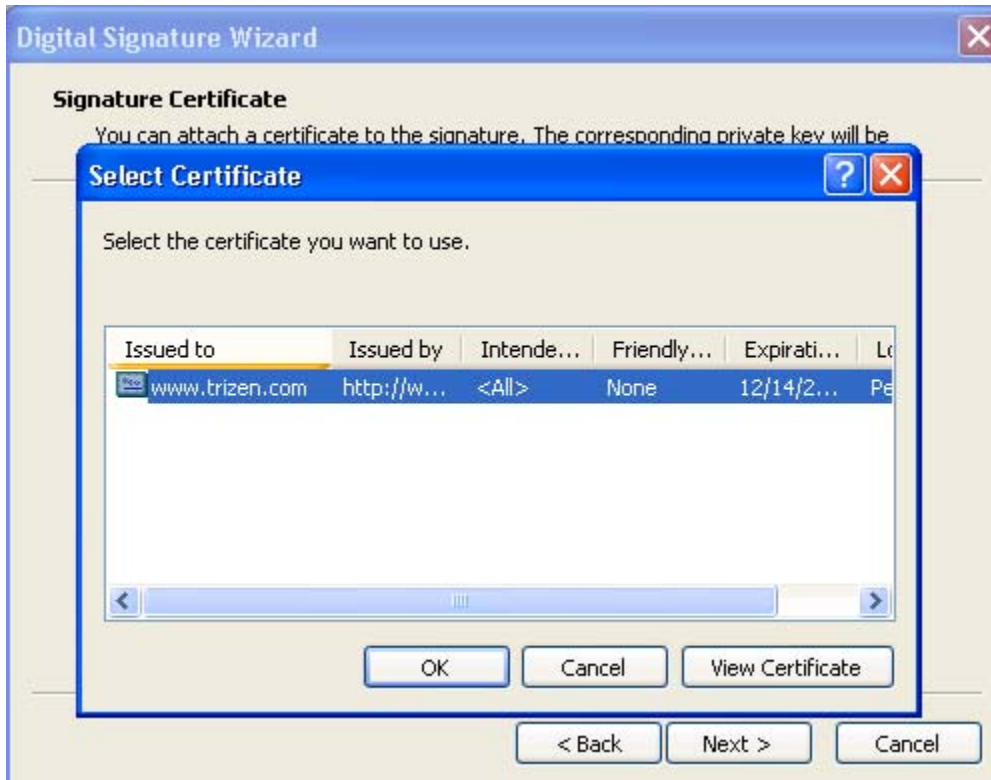 Digital Signature Wizard
Signature Certificate
You can attach a certificate to the signature. The corresponding private key will be
Select Certificate
Select the certificate you want to use.
Issued to Issued by Intende... Friendly... Expirati... Lo
www.trizen.com http://w... <All> None 12/14/2... Pe
OK Cancel View Certificate
< Back Next > Cancel